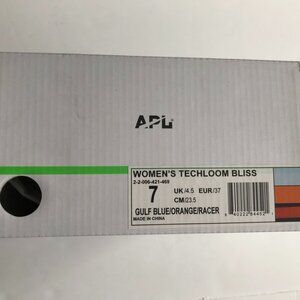 APL
WOMEN'S TECHLOOM BLISS
2-2-006-421-468
7 UK/4.5 EUR/37
CM/23.5
GULF BLUE/ORANGE/RACER
MADE IN CHINA